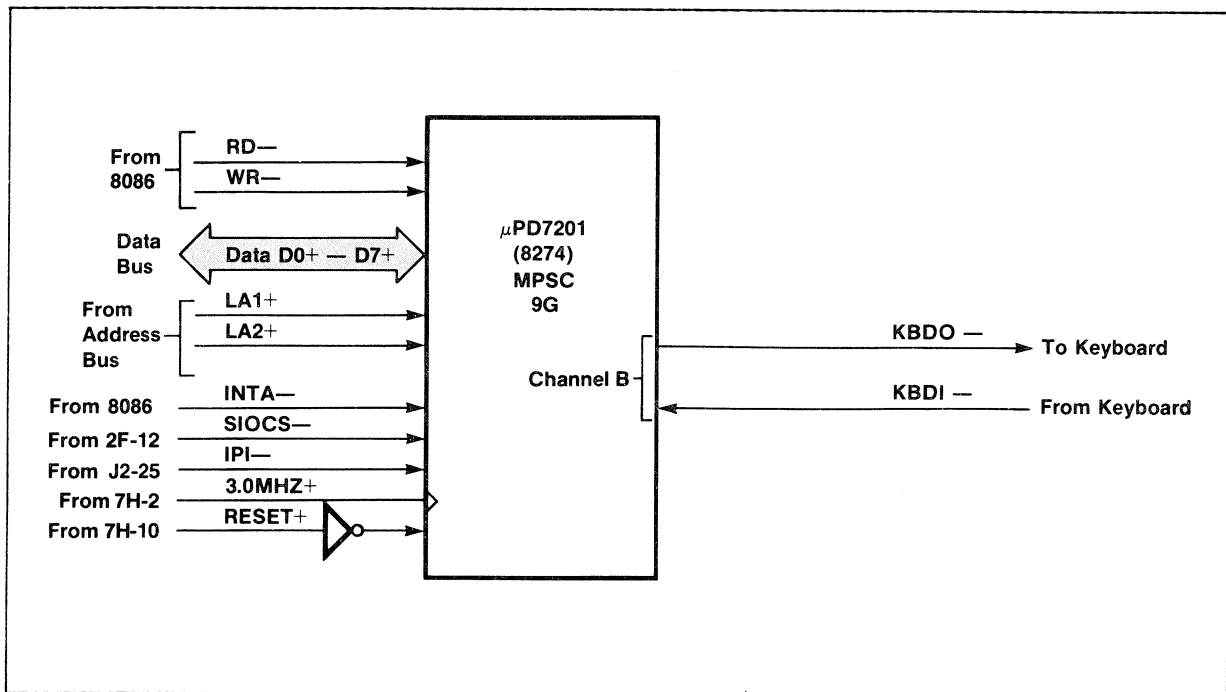 From
8086
RD—
WR—
Data
Bus
Data D0+ — D7+
From
Address
Bus
LA1+
LA2+
From 8086
INTA—
From 2F-12
SIOCS—
From J2-25
IPI—
From 7H-2
3.0MHZ+
From 7H-10
RESET+
μPD7201
(8274)
MPSC
9G
Channel B
KBDO —
To Keyboard
KBDI —
From Keyboard